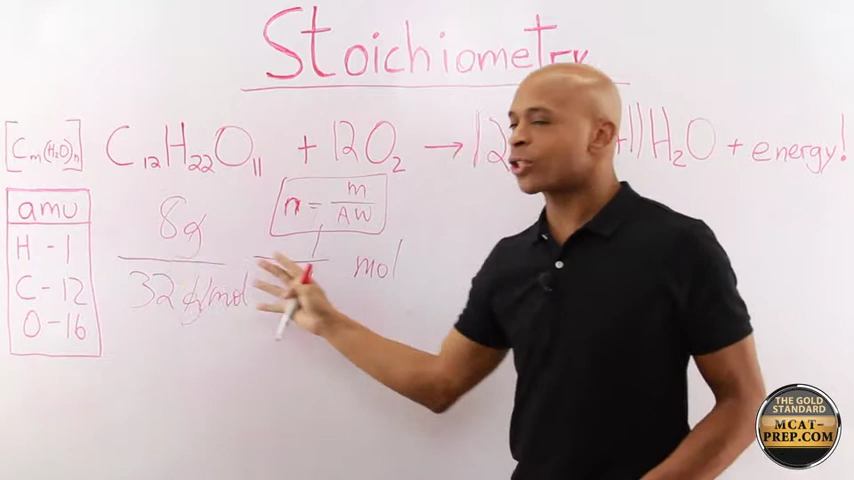 Stoichiometry
[Cm(H2O)n] C12H22O11 + 12O2 → 12 +11H2O + energy!
amu
H - 1
C - 12
O - 16
8g
32 g/mol
n = m
AW
1
mol
THE GOLD
STANDARD
MCAT-
PREP.COM